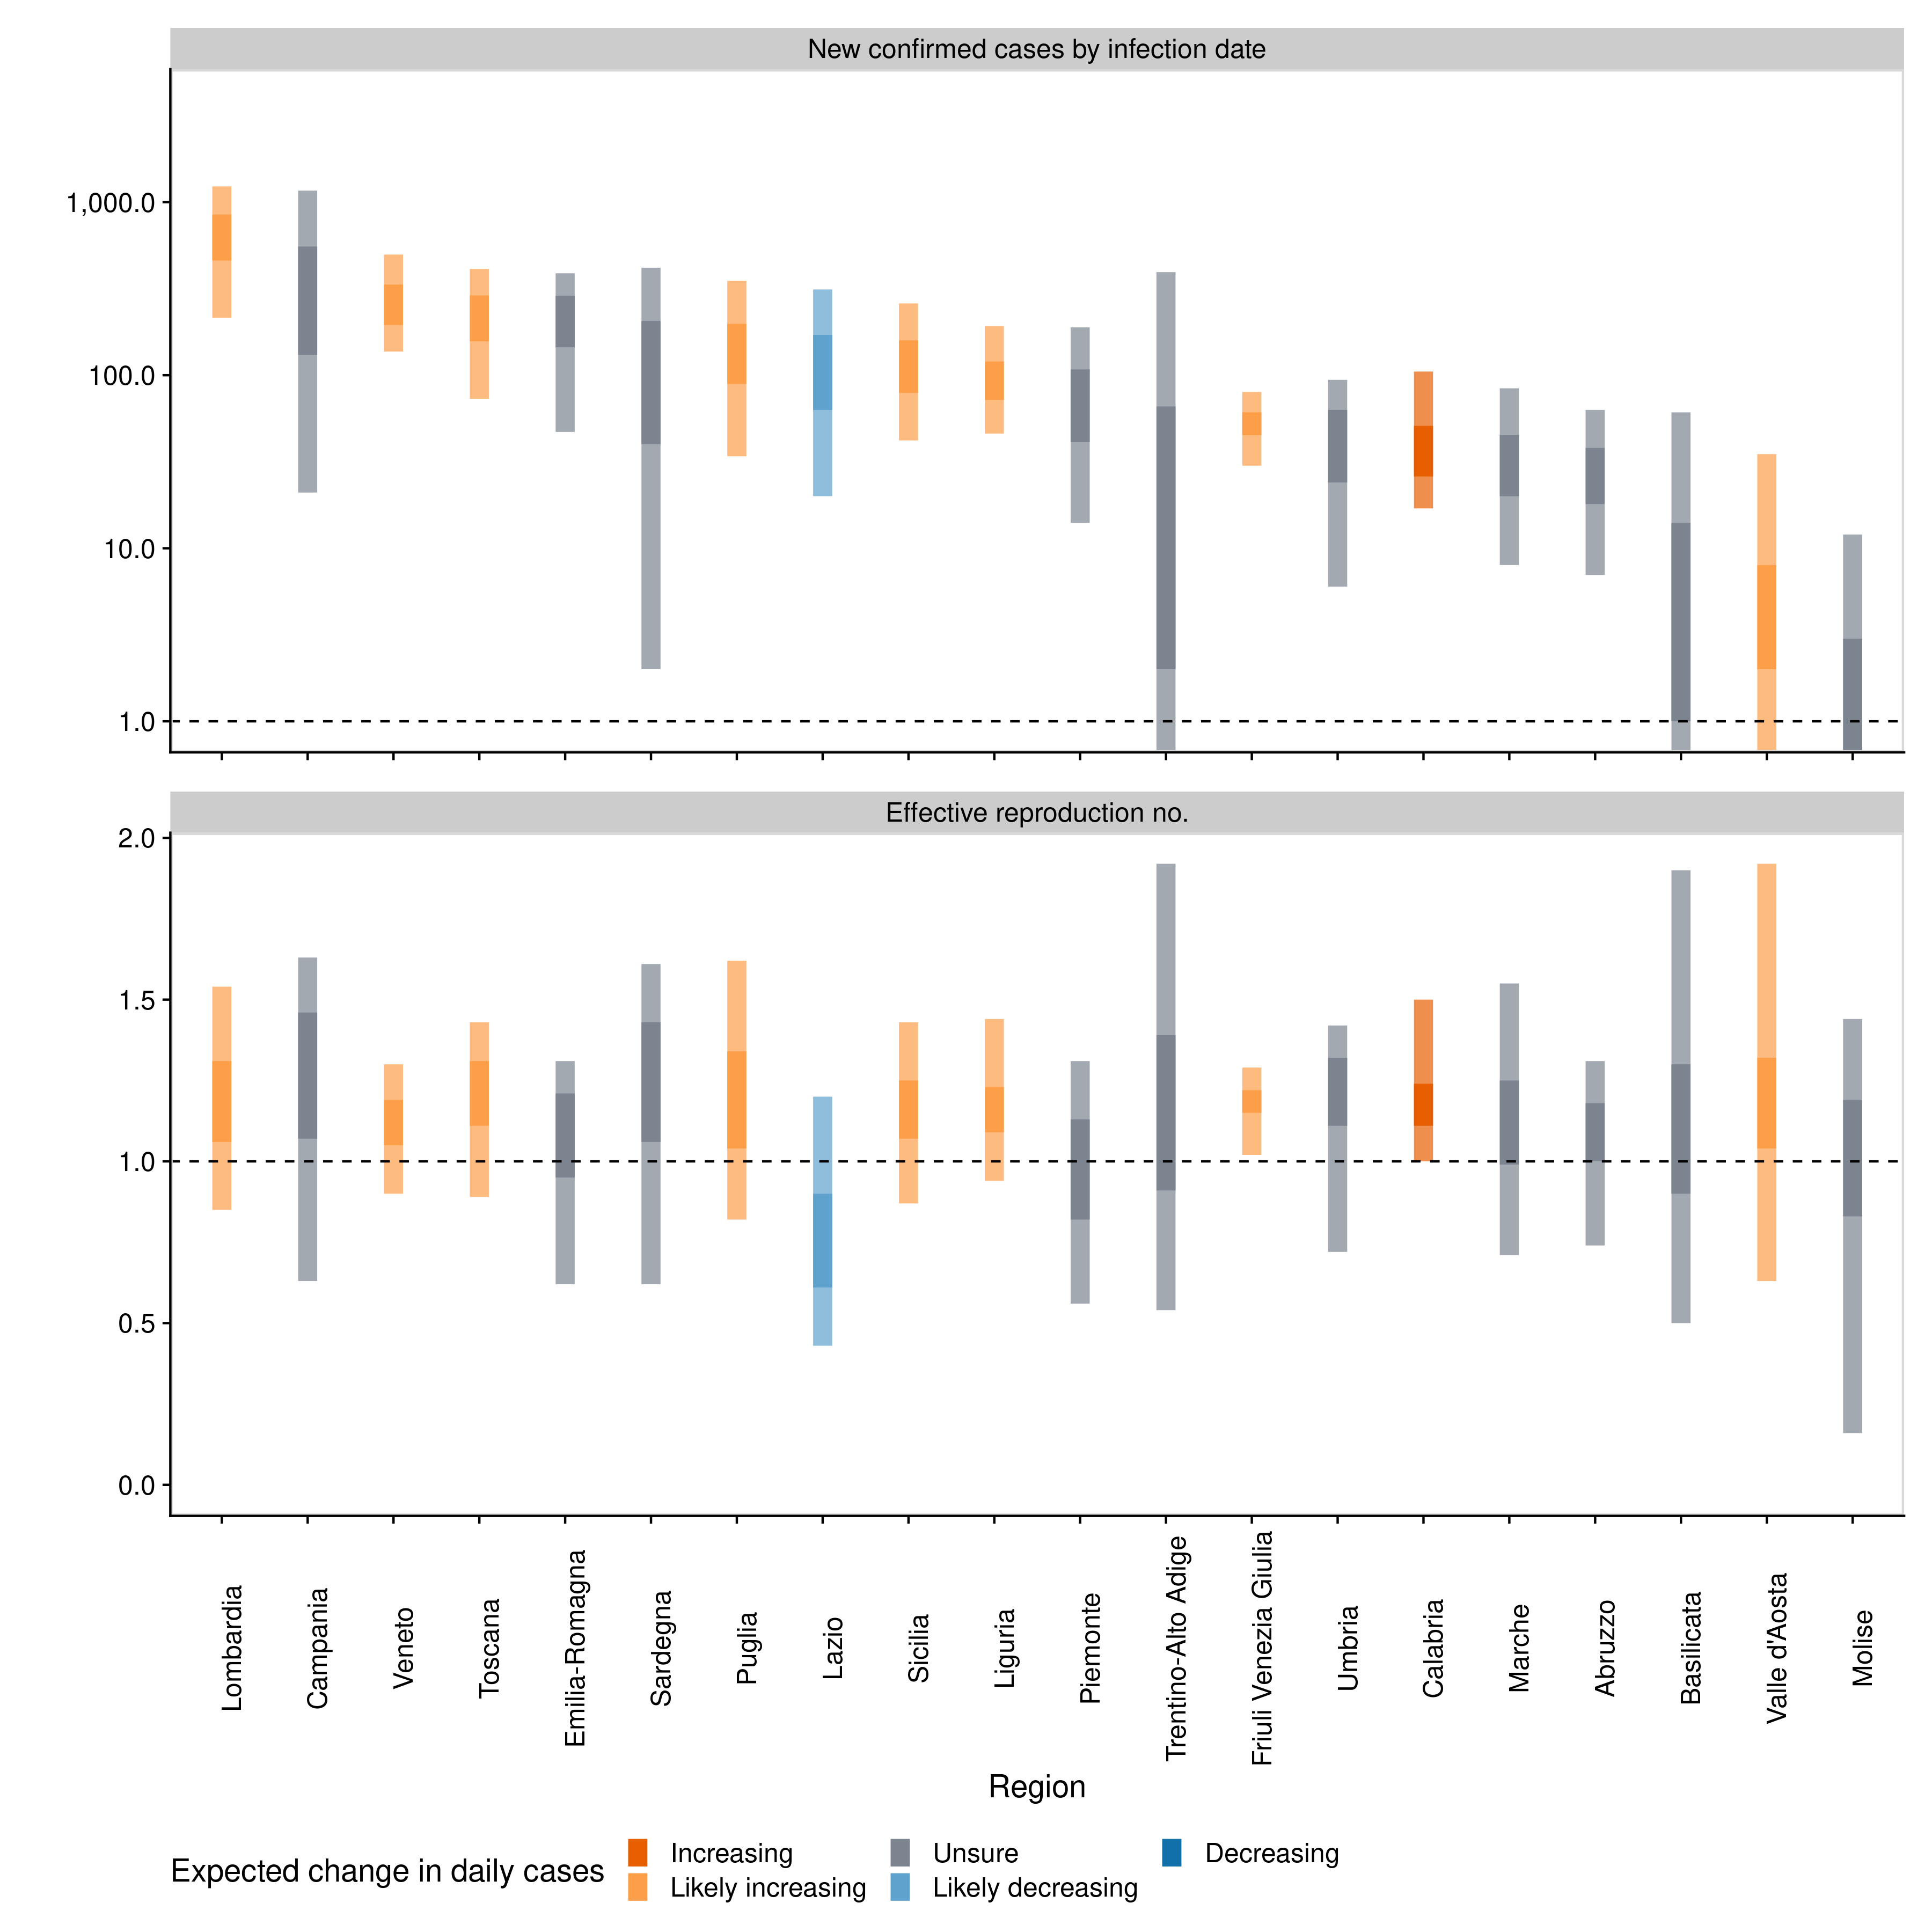 New confirmed cases by infection date
1,000.0
100.0
10.0
1.0
Effective reproduction no.
2.0
1.5
1.0
0.5
0.0
Lombardia
Campania
Veneto
Toscana
Emilia-Romagna
Sardegna
Puglia
Lazio
Sicilia
Liguria
Piemonte
Trentino-Alto Adige
Friuli Venezia Giulia
Umbria
Calabria
Marche
Abruzzo
Basilicata
Valle d'Aosta
Molise
Region
Expected change in daily cases
Increasing
Likely increasing
Unsure
Likely decreasing
Decreasing